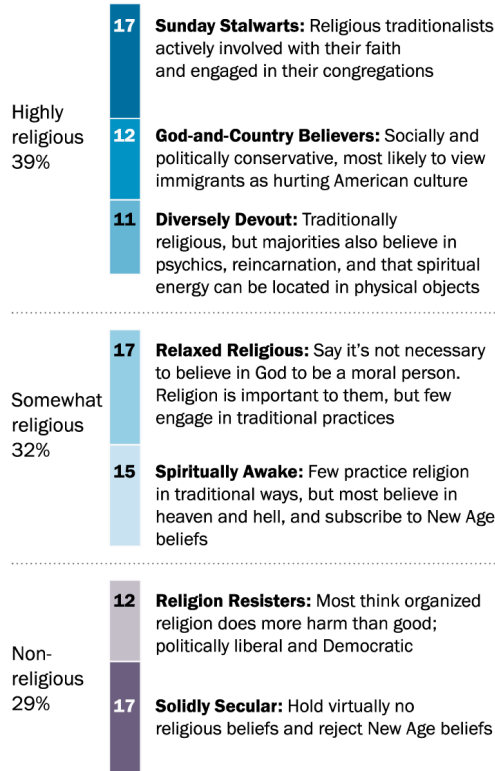 17 Sunday Stalwarts: Religious traditionalists
actively involved with their faith
and engaged in their congregations
Highly
religious
39%
12 God-and-Country Believers: Socially and
politically conservative, most likely to view
immigrants as hurting American culture
11 Diversely Devout: Traditionally
religious, but majorities also believe in
psychics, reincarnation, and that spiritual
energy can be located in physical objects
17 Relaxed Religious: Say it's not necessary
to believe in God to be a moral person.
Religion is important to them, but few
engage in traditional practices
Somewhat
religious
32%
15 Spiritually Awake: Few practice religion
in traditional ways, but most believe in
heaven and hell, and subscribe to New Age
beliefs
12 Religion Resisters: Most think organized
religion does more harm than good;
politically liberal and Democratic
Non-
religious
29%
17 Solidly Secular: Hold virtually no
religious beliefs and reject New Age beliefs